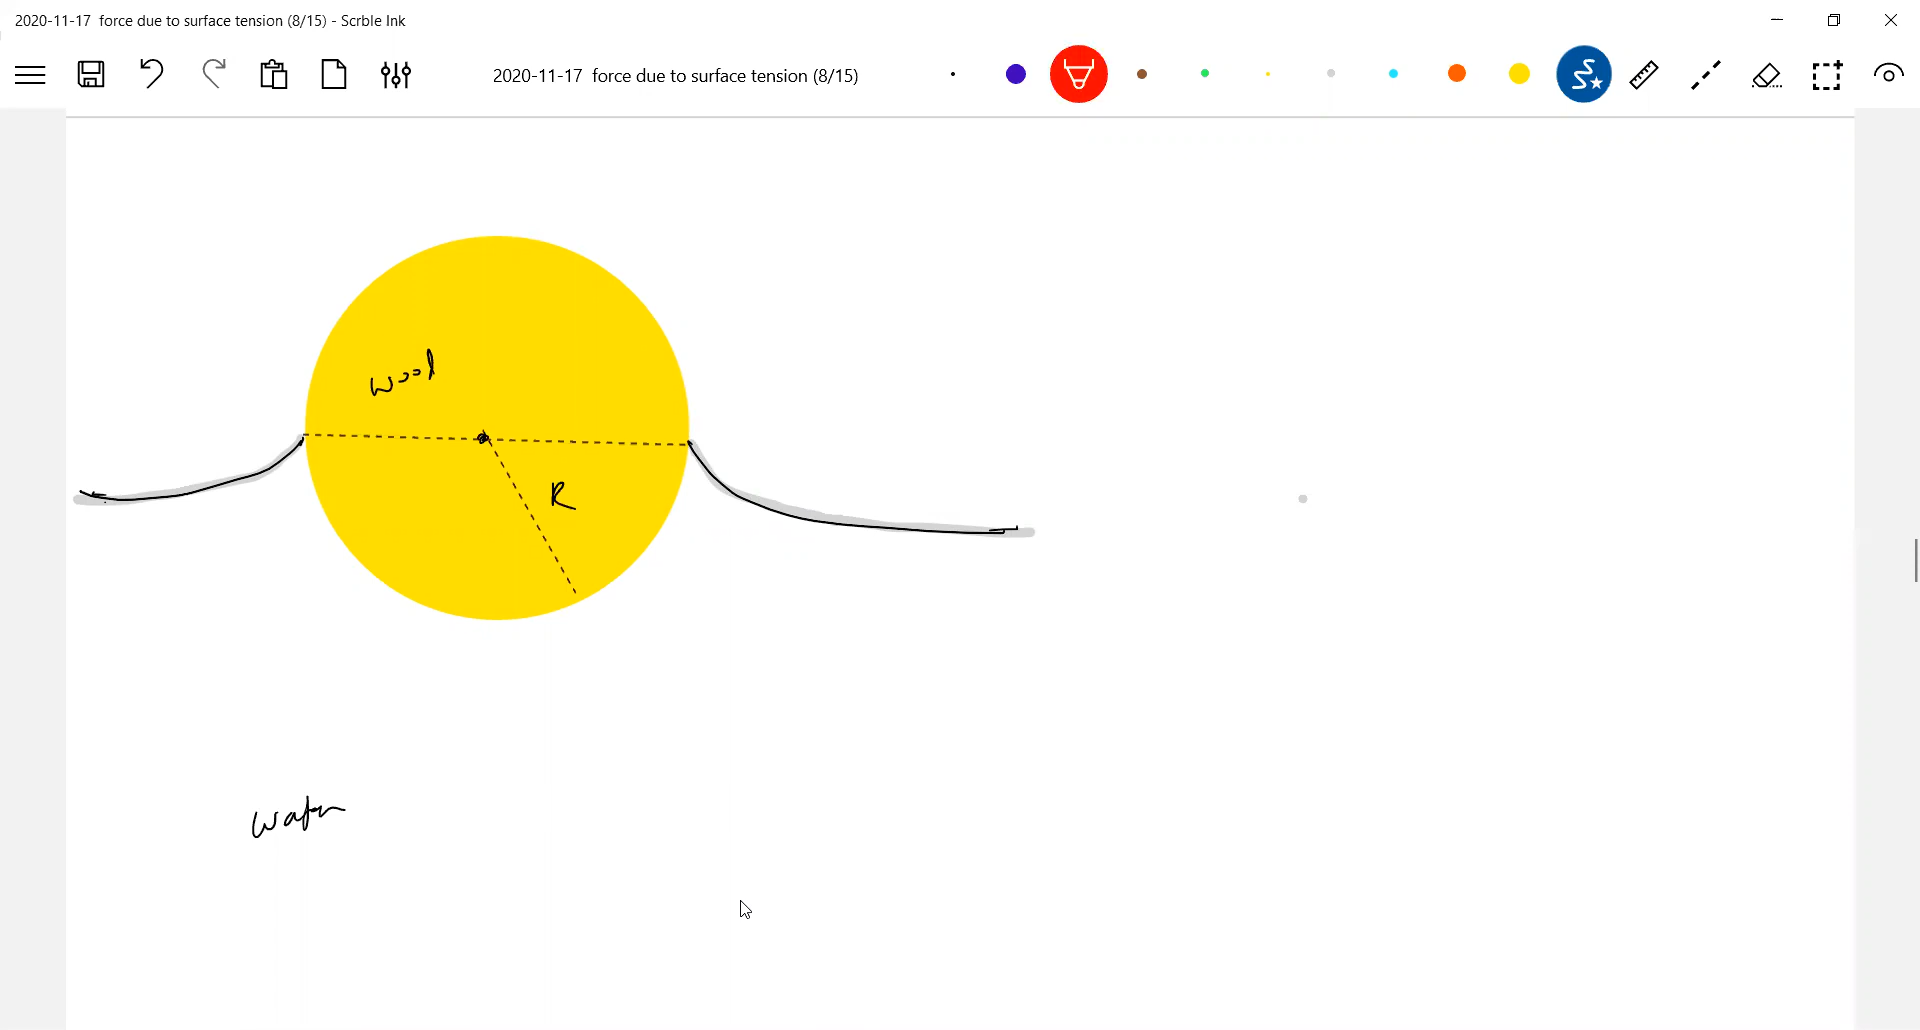 2020-11-17  force due to surface tension (8/15) - Scrble Ink
2020-11-17  force due to surface tension (8/15)
wood
R
water